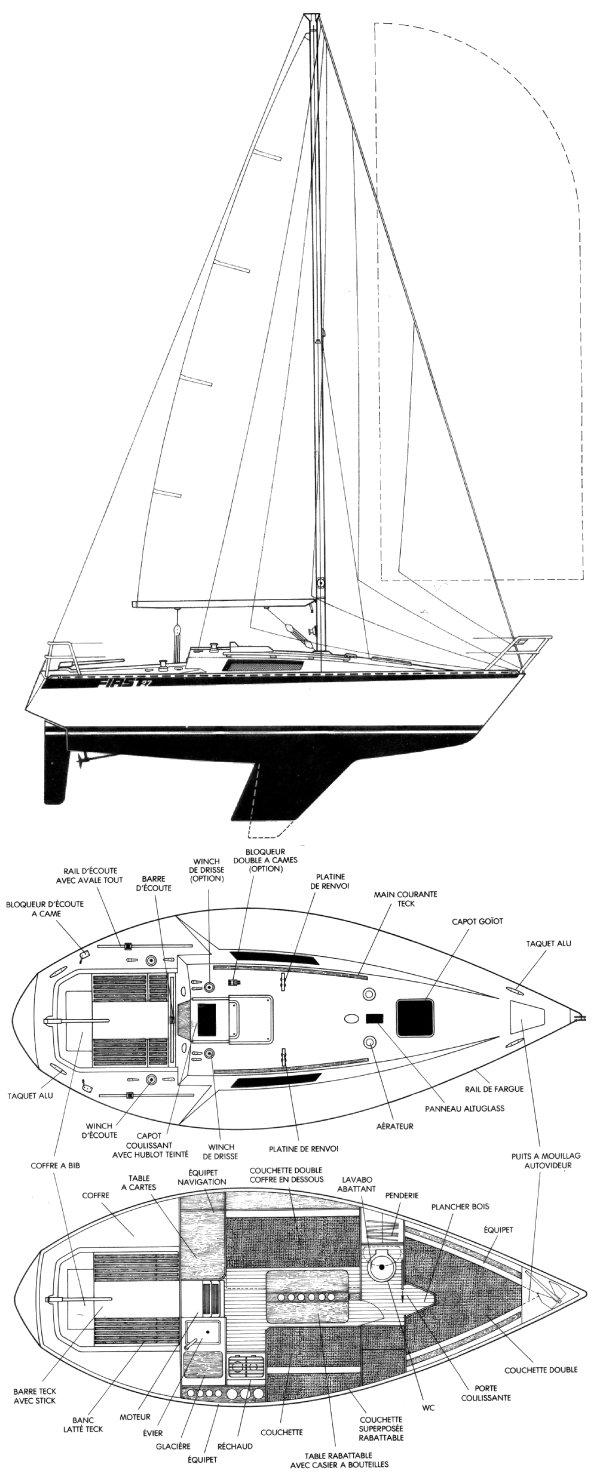 FIRST
BLOQUEUR
DOUBLE A CAMES
(OPTION)
WINCH
DE DRISSE
(OPTION)
RAIL D'ÉCOUTE
AVEC AVALE TOUT
BARRE
D'ÉCOUTE
PLATINE
DE RENVOI
MAIN COURANTE
TECK
BLOQUEUR D'ÉCOUTE
A CAME
CAPOT GOÏOT
TAQUET ALU
TAQUET ALU
RAIL DE FARGUE
PANNEAU ALTUGLASS
AÉRATEUR
WINCH
D'ÉCOUTE
CAPOT
COULISSANT
AVEC HUBLOT TEINTÉ
WINCH
DE DRISSE
PLATINE DE RENVOI
PUITS A MOUILLAG
AUTOVIDEUR
COFFRE A BIB
COFFRE
TABLE
A CARTES
ÉQUIPET
NAVIGATION
COUCHETTE DOUBLE
COFFRE EN DESSOUS
LAVABO
ABATTANT
PENDERIE
PLANCHER BOIS
ÉQUIPET
COUCHETTE DOUBLE
PORTE
COULISSANTE
WC
BARRE TECK
AVEC STICK
BANC
LATTÉ TECK
MOTEUR
ÉVIER
GLACIÈRE
ÉQUIPET
RÉCHAUD
COUCHETTE
COUCHETTE
SUPERPOSÉE
RABATTABLE
TABLE RABATTABLE
AVEC CASIER A BOUTEILLES